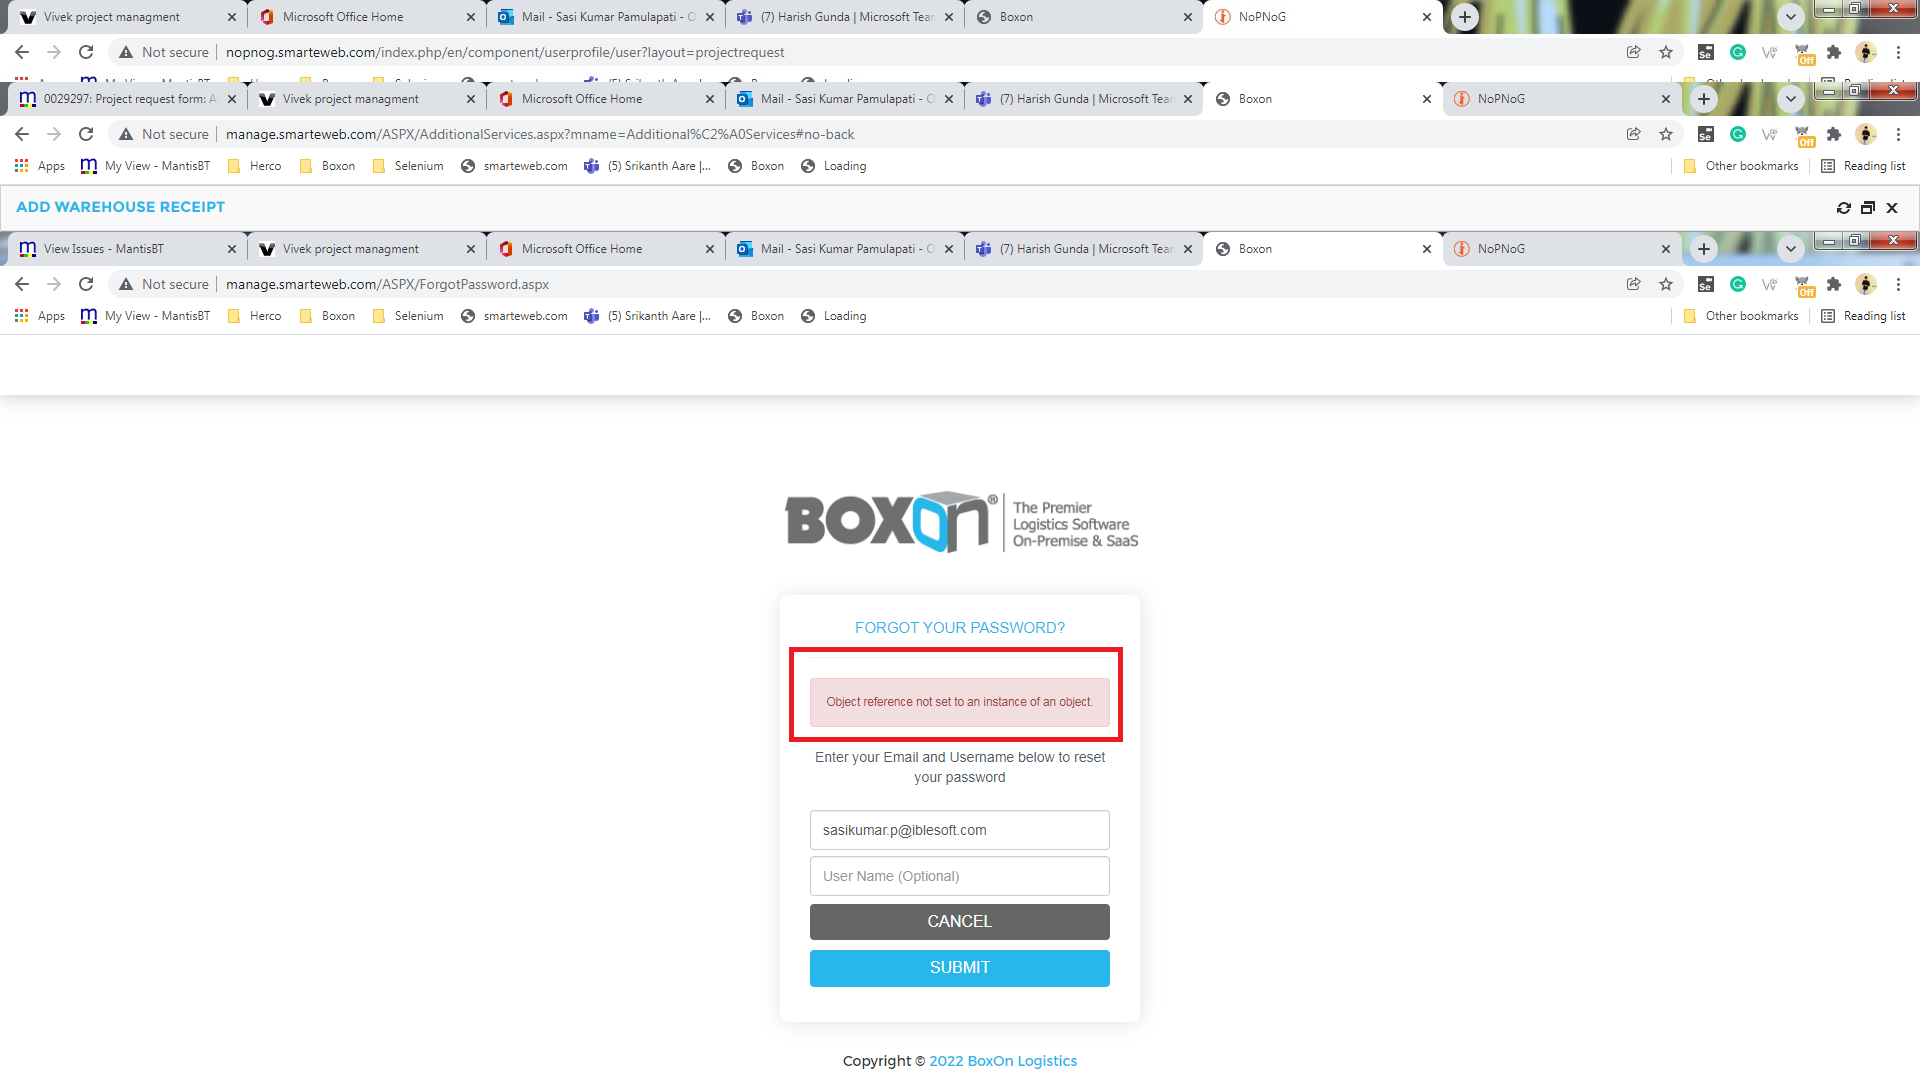 Vivek project managment
Microsoft Office Home
Mail - Sasi Kumar Pamulapati - O
(7) Harish Gunda | Microsoft Tean
Boxon
NoPNoG
Not secure
nopnog.smarteweb.com/index.php/en/component/userprofile/user?layout=projectrequest
0029297: Project request form: A
Vivek project managment
Microsoft Office Home
Mail - Sasi Kumar Pamulapati - O
(7) Harish Gunda | Microsoft Tean
Boxon
NoPNoG
Not secure
manage.smarteweb.com/ASPX/AdditionalServices.aspx?mname=Additional%C2%A0Services#no-back
Se
Off
Apps
My View - MantisBT
Herco
Boxon
Selenium
smarteweb.com
(5) Srikanth Aare |...
Boxon
Loading
Other bookmarks
Reading list
ADD WAREHOUSE RECEIPT
View Issues - MantisBT
Vivek project managment
Microsoft Office Home
Mail - Sasi Kumar Pamulapati - O
(7) Harish Gunda | Microsoft Tean
Boxon
NoPNoG
Not secure
manage.smarteweb.com/ASPX/ForgotPassword.aspx
Se
Off
Apps
My View - MantisBT
Herco
Boxon
Selenium
smarteweb.com
(5) Srikanth Aare |...
Boxon
Loading
Other bookmarks
Reading list
BOXOn®
The Premier
Logistics Software
On-Premise & SaaS
FORGOT YOUR PASSWORD?
Object reference not set to an instance of an object.
Enter your Email and Username below to reset
your password
sasikumar.p@iblesoft.com
User Name (Optional)
CANCEL
SUBMIT
Copyright © 2022 BoxOn Logistics